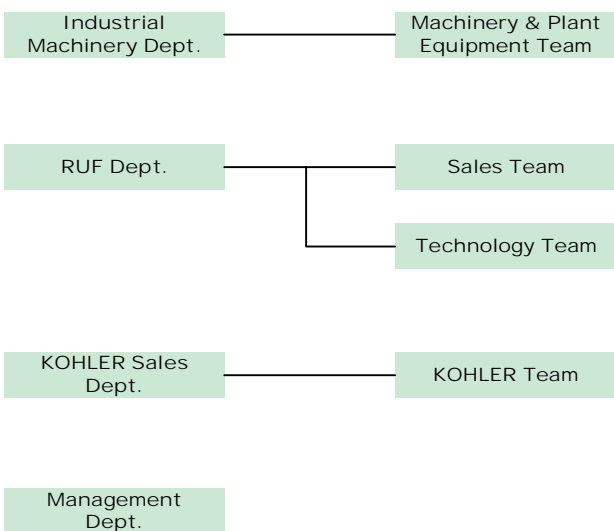 Industrial
Machinery Dept.
Machinery & Plant
Equipment Team
RUF Dept.
Sales Team
Technology Team
KOHLER Sales
Dept.
KOHLER Team
Management
Dept.